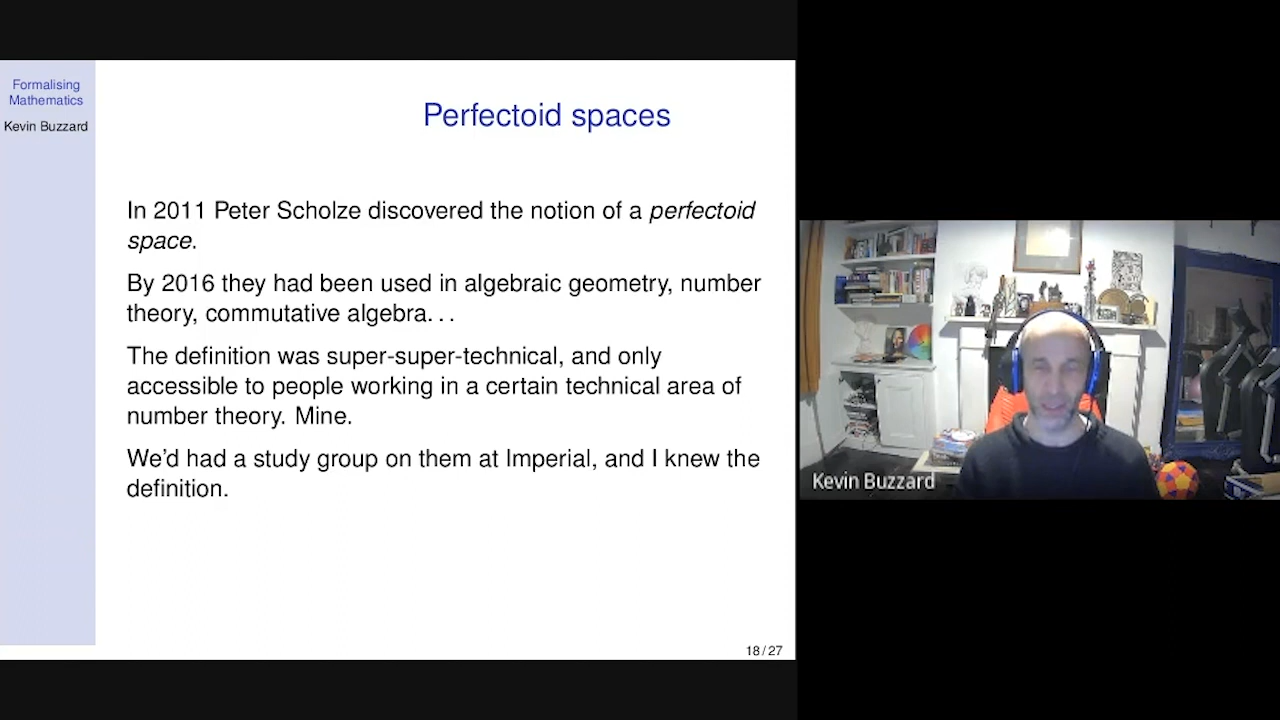 Formalising
Mathematics
Kevin Buzzard
Perfectoid spaces
In 2011 Peter Scholze discovered the notion of a perfectoid
space.
By 2016 they had been used in algebraic geometry, number
theory, commutative algebra. . .
The definition was super-super-technical, and only
accessible to people working in a certain technical area of
number theory. Mine.
We'd had a study group on them at Imperial, and I knew the
definition.
18 / 27
Kevin Buzzard